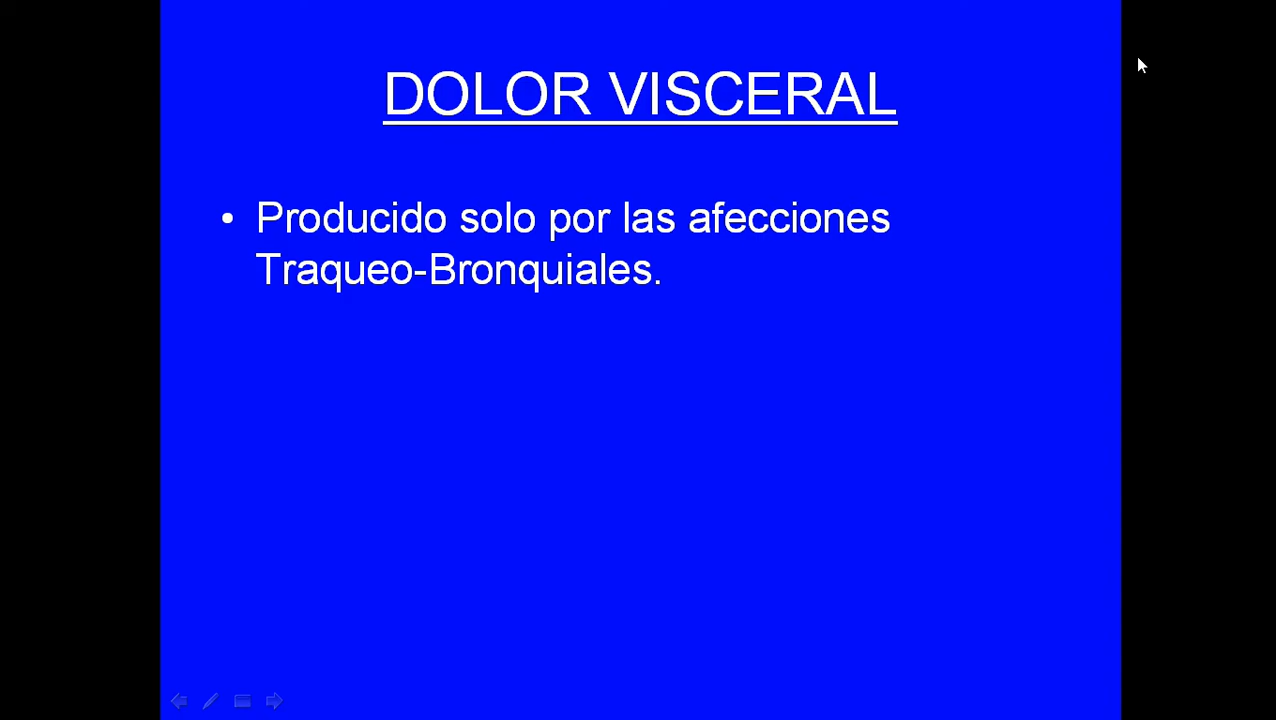 DOLOR VISCERAL
• Producido solo por las afecciones
Traqueo-Bronquiales.